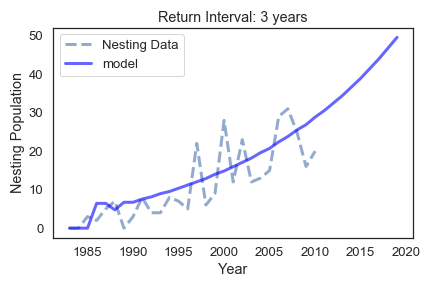 Return Interval: 3 years
Nesting Data
model
Nesting Population
50
40
30
20
10
0
1985 1990 1995 2000 2005 2010 2015 2020
Year